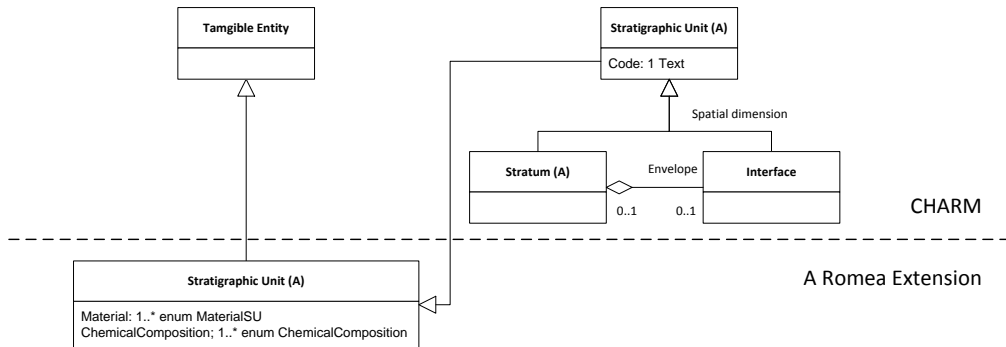 Tamgible Entity
Stratigraphic Unit (A)
Code: 1 Text
Spatial dimension
Stratum (A)
Envelope
Interface
0..1
0..1
CHARM
Stratigraphic Unit (A)
A Romea Extension
Material: 1..* enum MaterialSU
ChemicalComposition; 1..* enum ChemicalComposition